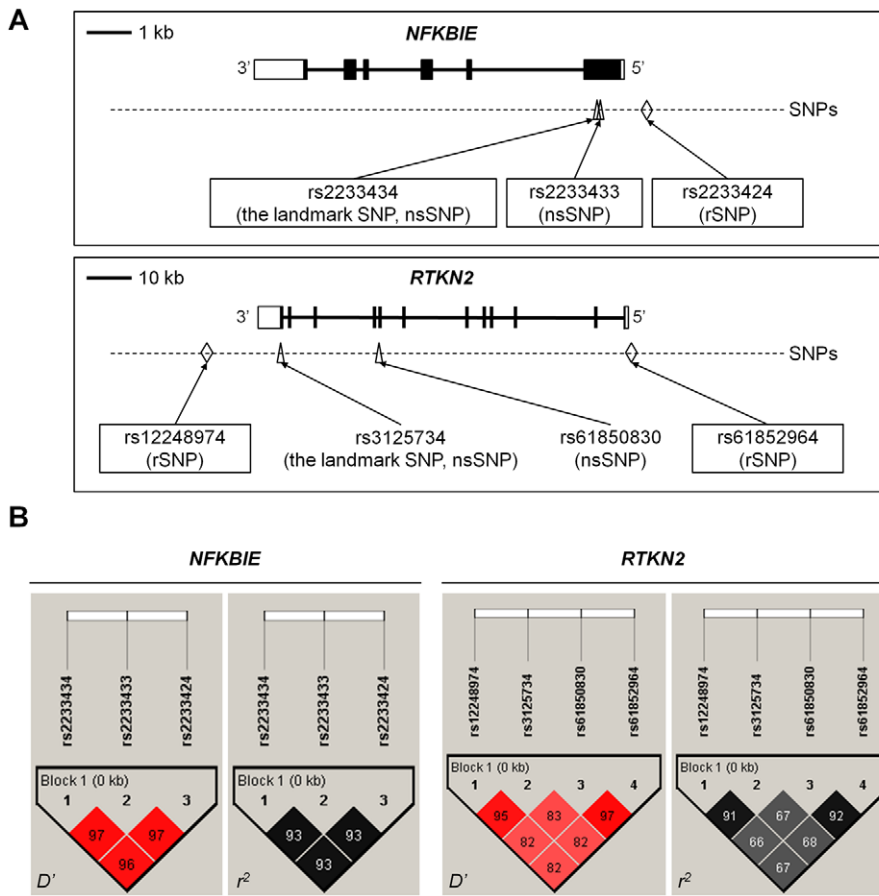 A
1 kb
NFKBIE
3’
5’
SNPs
rs2233434
(the landmark SNP, nsSNP)
rs2233433
(nsSNP)
rs2233424
(rSNP)
10 kb
RTKN2
3’
5’
SNPs
rs12248974
(rSNP)
rs3125734
(the landmark SNP, nsSNP)
rs61850830
(nsSNP)
rs61852964
(rSNP)
B
NFKBIE
RTKN2
rs2233434
rs2233433
rs2233424
Block 1 (0 kb)
1 2 3
97 97
96
D’
rs2233434
rs2233433
rs2233424
Block 1 (0 kb)
1 2 3
93 93
93
r2
rs12248974
rs3125734
rs61850830
rs61852964
Block 1 (0 kb)
1 2 3 4
95 83 97
82 82
82
D’
rs12248974
rs3125734
rs61850830
rs61852964
Block 1 (0 kb)
1 2 3 4
91 67 92
66 68
67
r2